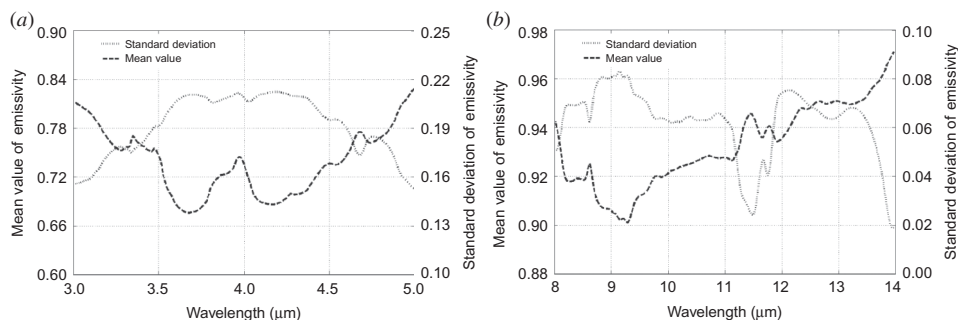 (a)
0.90
0.84
0.78
0.72
0.66
0.60
Mean value of emissivity
Standard deviation
Mean value
0.25
0.22
0.19
0.16
0.13
0.10
Standard deviation of emissivity
3.0 3.5 4.0 4.5 5.0
Wavelength (μm)
(b)
0.98
0.96
0.94
0.92
0.90
0.88
Mean value of emissivity
Standard deviation
Mean value
0.10
0.08
0.06
0.04
0.02
0.00
Standard deviation of emissivity
8 9 10 11 12 13 14
Wavelength (μm)